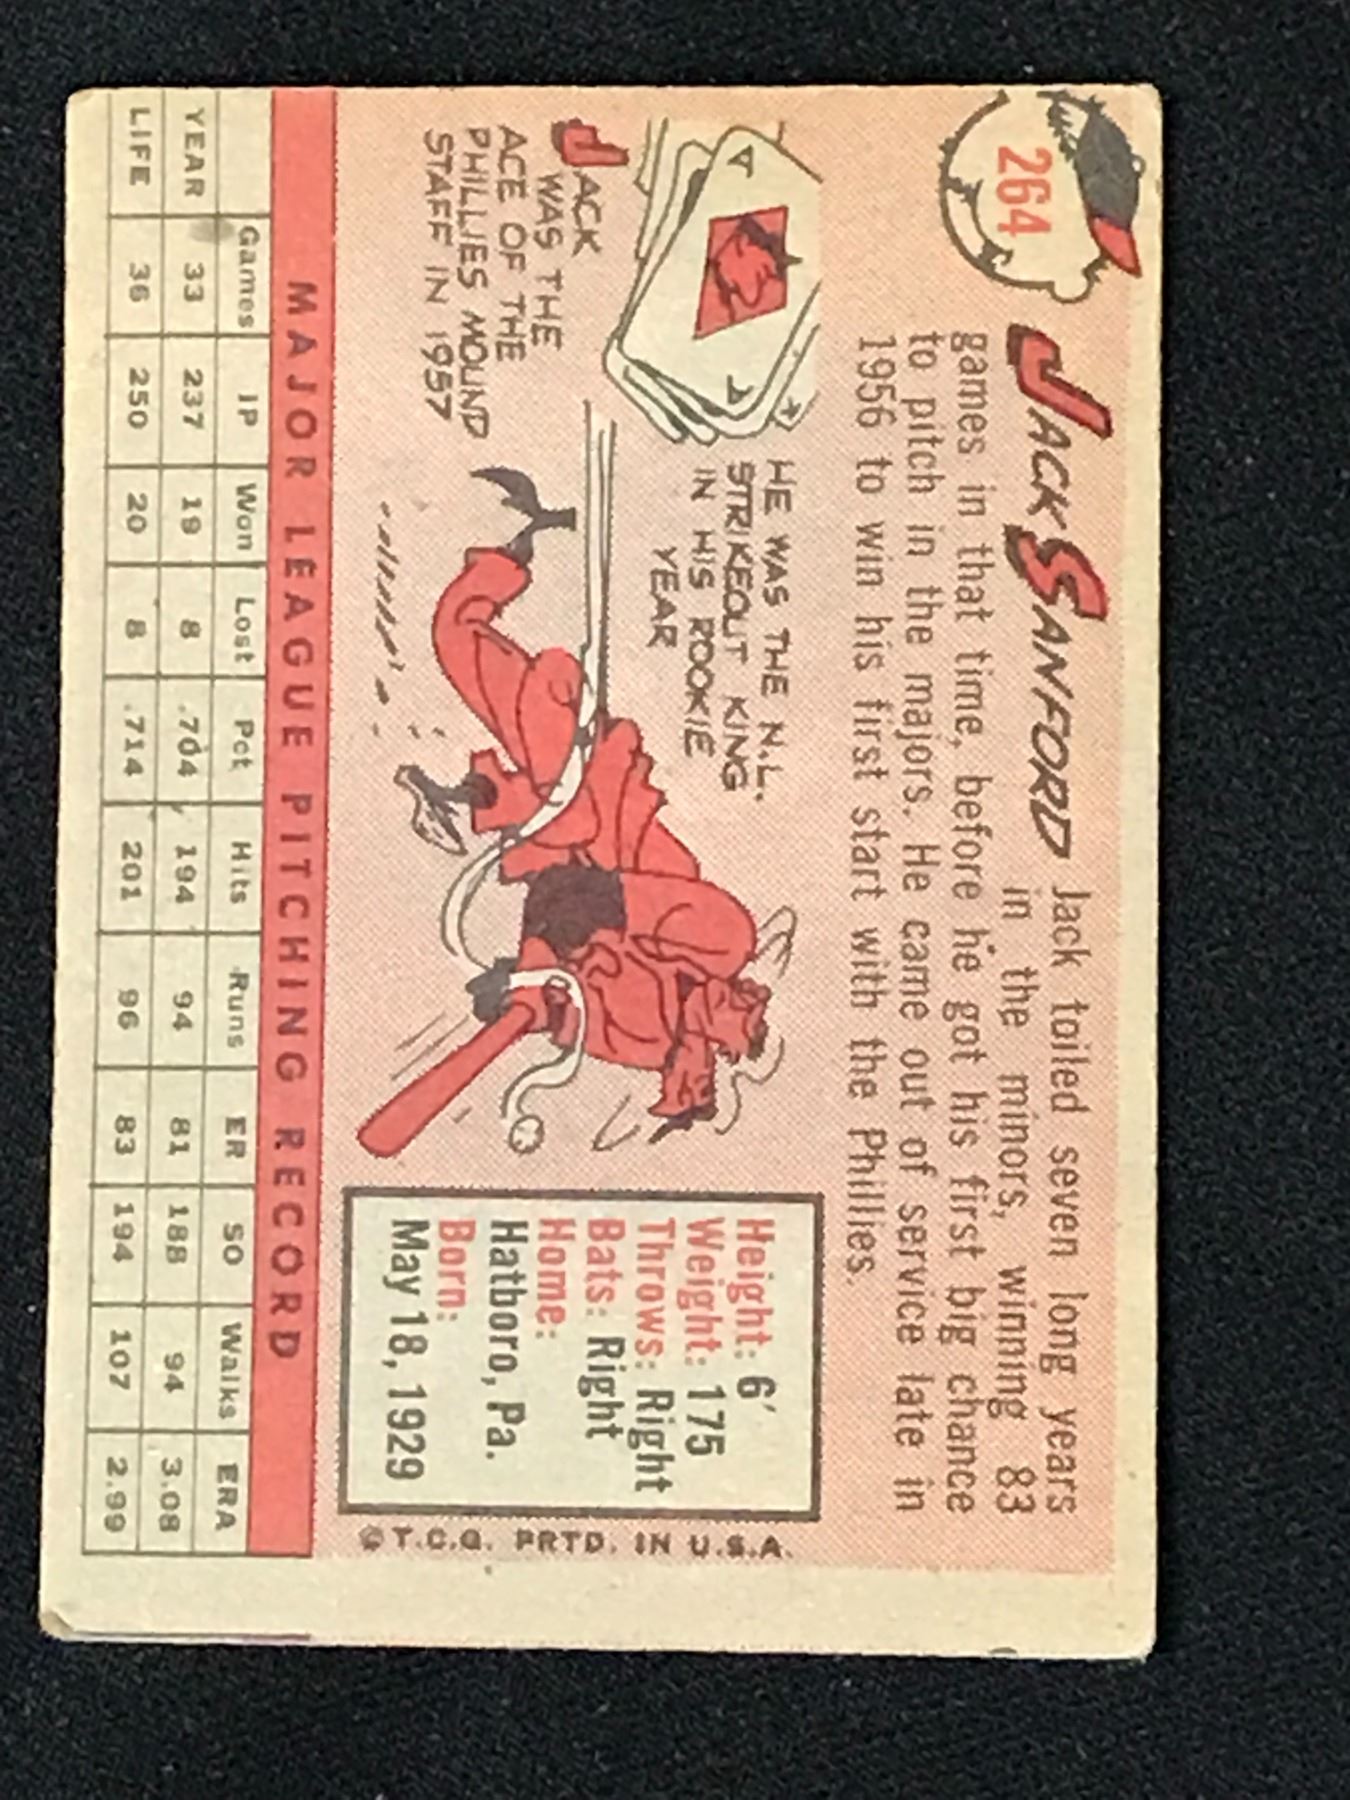 264
JACK SANFORD
Jack toiled seven long years
in the minors, winning 83
games in that time, before he got his first big chance
to pitch in the majors. He came out of service late in
1956 to win his first start with the Phillies.
A
A
JACK
WAS THE
ACE OF THE
PHILLIES MOUND
STAFF IN 1957
HE WAS THE N.L.
STRIKEOUT KING
IN HIS ROOKIE
YEAR
Height: 6'
Weight: 175
Throws: Right
Bats: Right
Home:
Hatboro, Pa.
Born:
May 18, 1929
© T.C.G. PRTD. IN U.S.A.
MAJOR LEAGUE PITCHING RECORD
Games IP Won Lost Pct Hits Runs ER SO Walks ERA
YEAR 33 237 19 8 .704 194 94 81 188 94 3.08
LIFE 36 250 20 8 .714 201 96 83 194 107 2.99